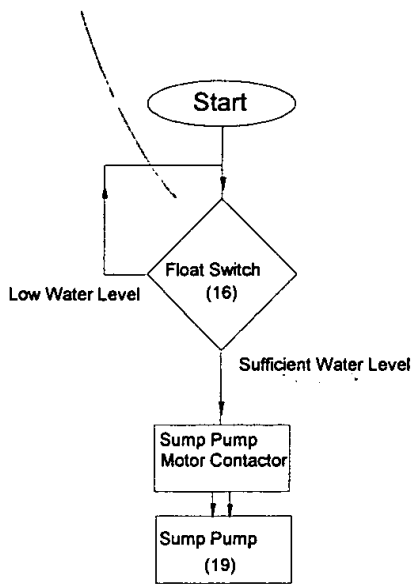 Start
Float Switch
(16)
Low Water Level
Sufficient Water Level
Sump Pump
Motor Contactor
Sump Pump
(19)